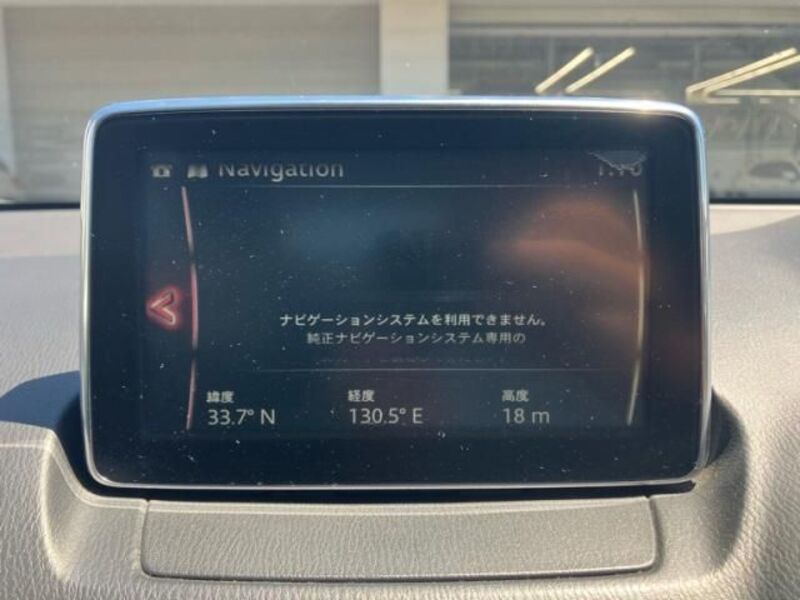 Navigation
1:10
ナビゲーションシステムを利用できません。
純正ナビゲーションシステム専用の
緯度
経度
高度
33.7° N
130.5° E
18 m